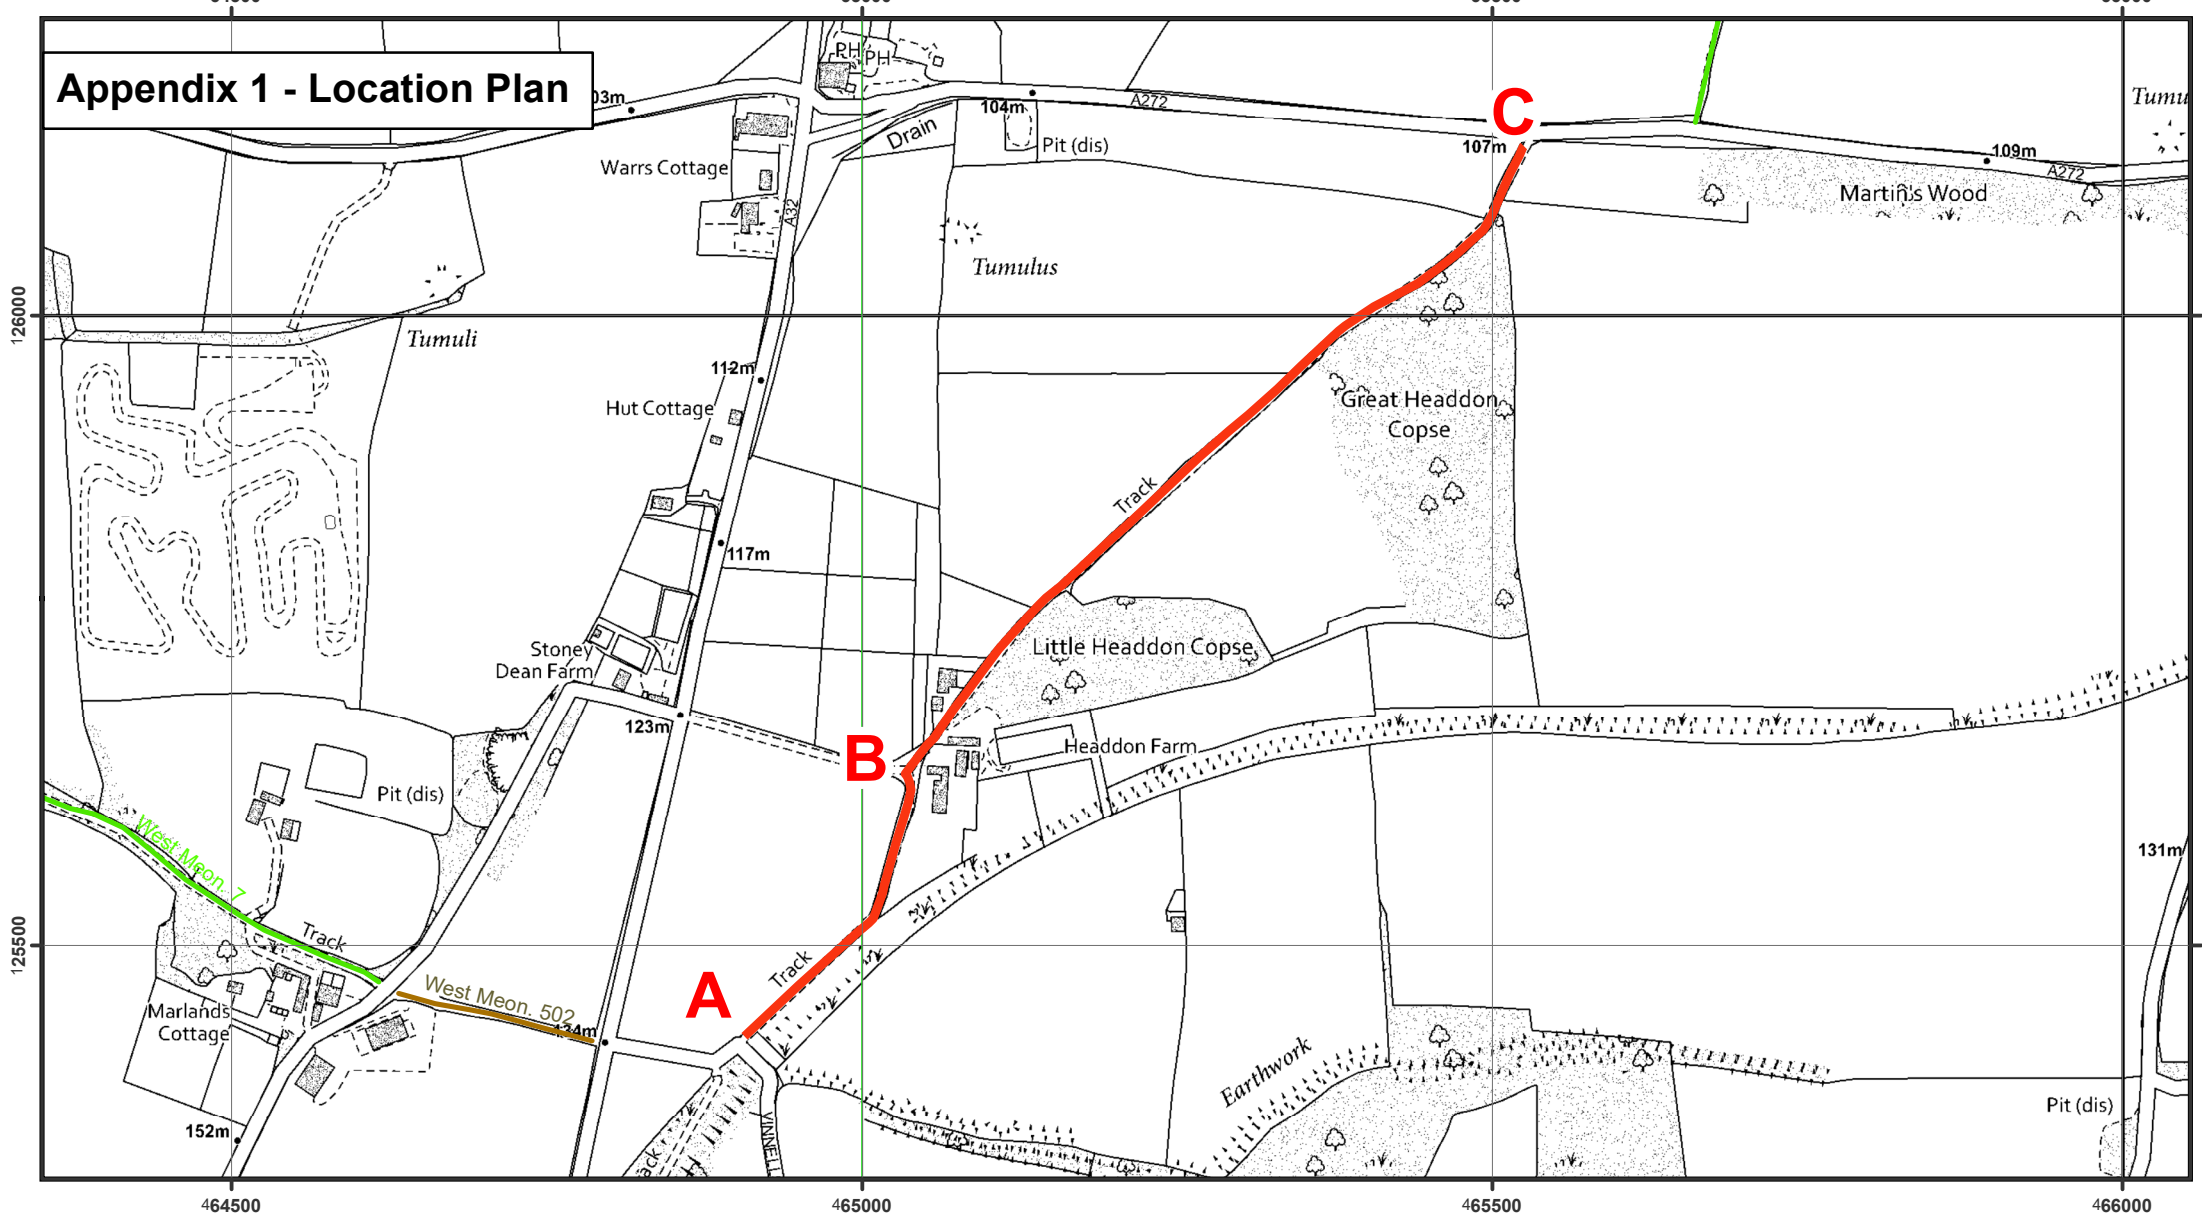 Appendix 1 - Location Plan
PH
PH
03m
104m
A272
Drain
Pit (dis)
C
107m
109m
A272
Martin's Wood
Tumu
Warrs Cottage
A32
Tumulus
126000
Tumuli
112m
Hut Cottage
Great Headdon
Copse
Track
117m
Stoney
Dean Farm
Little Headdon Copse
123m
B
Headdon Farm
Pit (dis)
West Meon. 7
131m
Track
125500
Track
A
West Meon. 502
134m
Marlands
Cottage
Earthwork
Pit (dis)
152m
VINNELL
ack
464500
465000
465500
466000